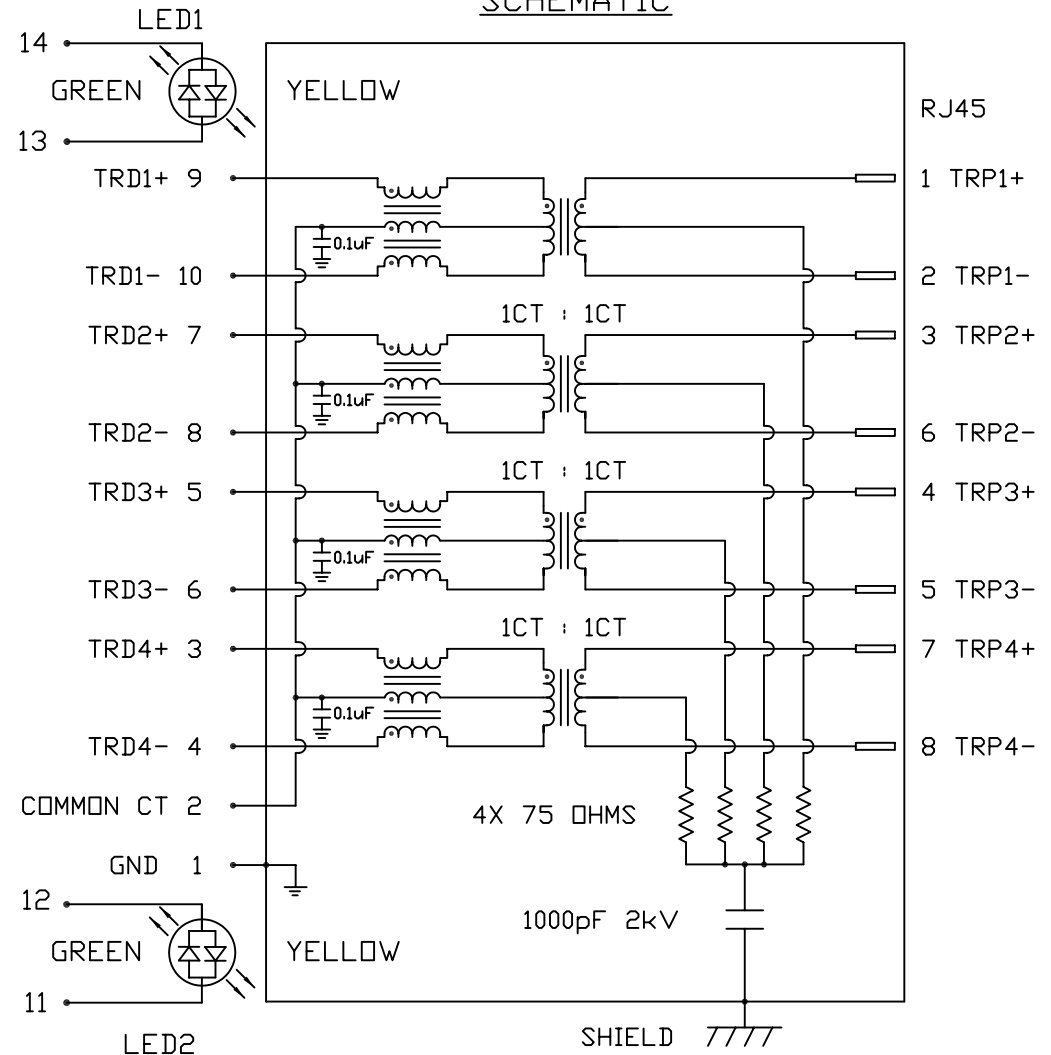 SCHEMATIC
LED1
14
GREEN
YELLOW
13
RJ45
TRD1+ 9
1 TRP1+
0.1uF
TRD1- 10
2 TRP1-
1CT : 1CT
TRD2+ 7
3 TRP2+
0.1uF
TRD2- 8
6 TRP2-
1CT : 1CT
TRD3+ 5
4 TRP3+
0.1uF
TRD3- 6
5 TRP3-
1CT : 1CT
TRD4+ 3
7 TRP4+
0.1uF
TRD4- 4
8 TRP4-
COMMON CT 2
4X 75 OHMS
GND 1
12
1000pF 2kV
GREEN
YELLOW
11
SHIELD
LED2